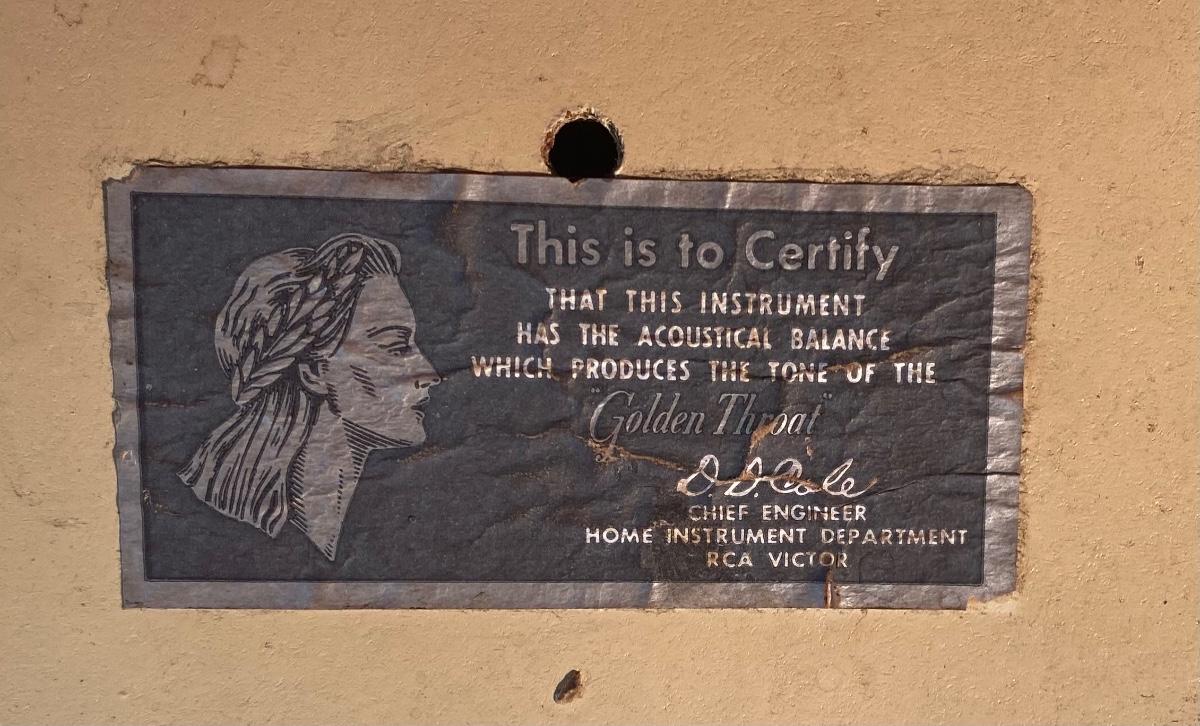 This is to Certify
THAT THIS INSTRUMENT
HAS THE ACOUSTICAL BALANCE
WHICH PRODUCES THE TONE OF THE
"Golden Throat"
D. D. Cole
CHIEF ENGINEER
HOME INSTRUMENT DEPARTMENT
RCA VICTOR